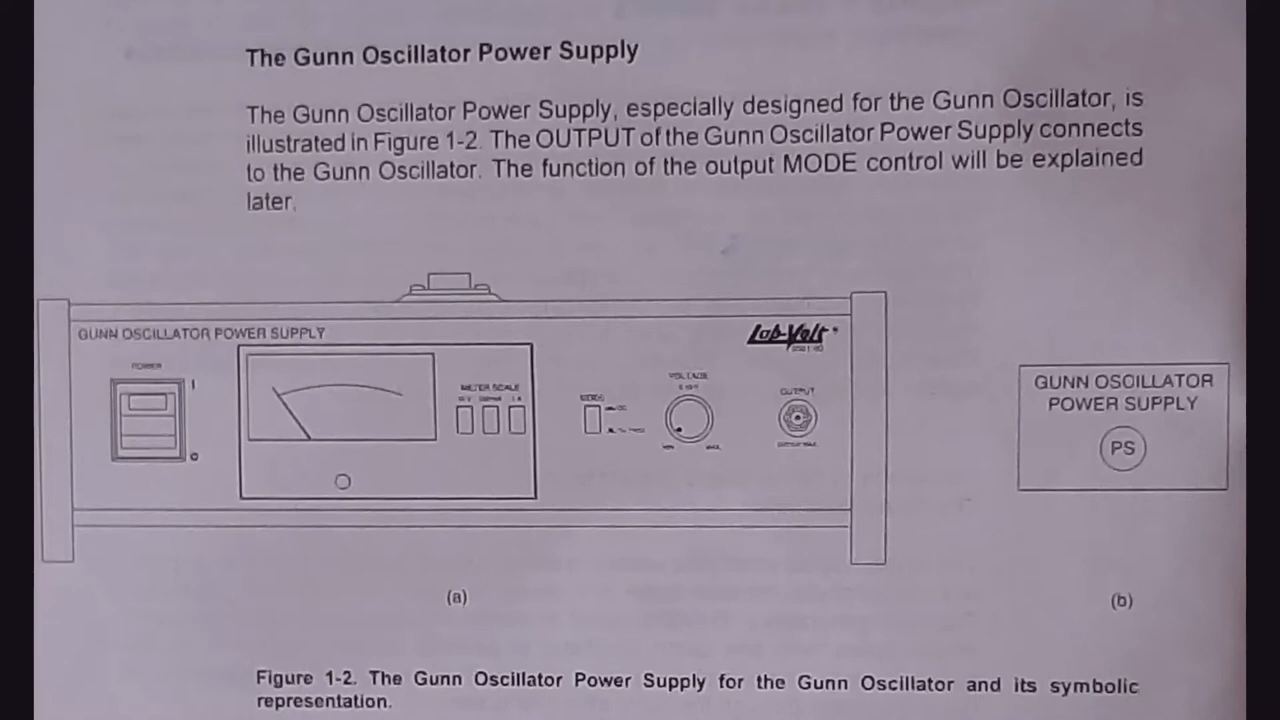 The Gunn Oscillator Power Supply
The Gunn Oscillator Power Supply, especially designed for the Gunn Oscillator, is
illustrated in Figure 1-2. The OUTPUT of the Gunn Oscillator Power Supply connects
to the Gunn Oscillator. The function of the output MODE control will be explained
later.
GUNN OSCILLATOR POWER SUPPLY
Lab-Volt
POWER
I
O
METER SCALE
MODE
VOLTAGE
MIN
MAX
OUTPUT
GUNN OSCILLATOR
POWER SUPPLY
PS
(a)
(b)
Figure 1-2. The Gunn Oscillator Power Supply for the Gunn Oscillator and its symbolic
representation.